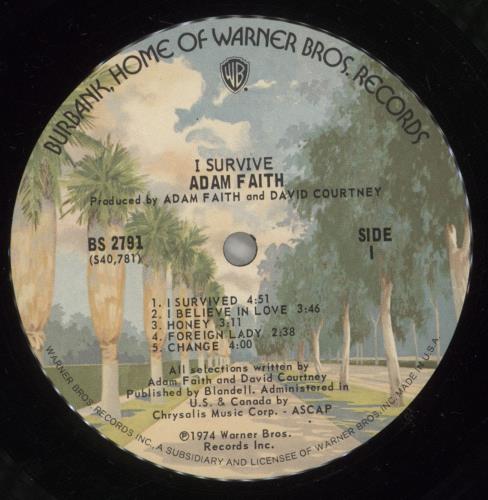 BURBANK, HOME OF WARNER BROS. RECORDS
WB
I SURVIVE
ADAM FAITH
Produced by ADAM FAITH and DAVID COURTNEY
BS 2791
(S40,781)
SIDE
1
1. I SURVIVED 4:51
2. I BELIEVE IN LOVE 3:46
3. HONEY 3:11
4. FOREIGN LADY 2:38
5. CHANGE 4:00
All selections written by
Adam Faith and David Courtney
Published by Blandell. Administered in
U.S. & Canada by
Chrysalis Music Corp. - ASCAP
℗1974 Warner Bros.
Records Inc.
WARNER BROS. RECORDS INC., A SUBSIDIARY AND LICENSEE OF WARNER BROS. INC. MADE IN U.S.A.